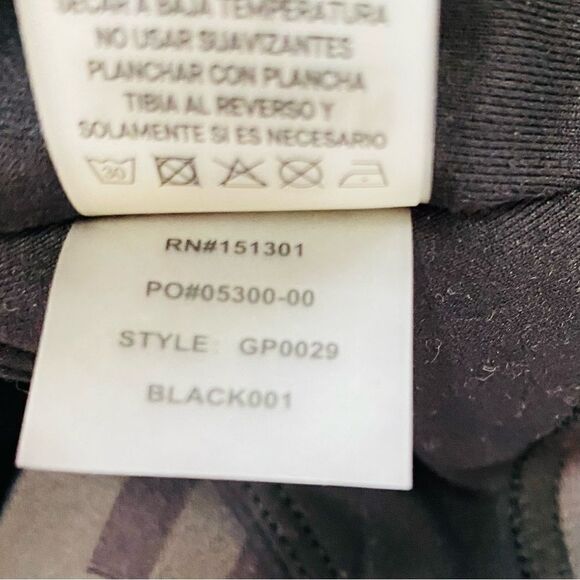 SECAR A BAJA TEMPERATURA
NO USAR SUAVIZANTES
PLANCHAR CON PLANCHA
TIBIA AL REVERSO Y
SOLAMENTE SI ES NECESARIO
30
RN#151301
PO#05300-00
STYLE: GP0029
BLACK001